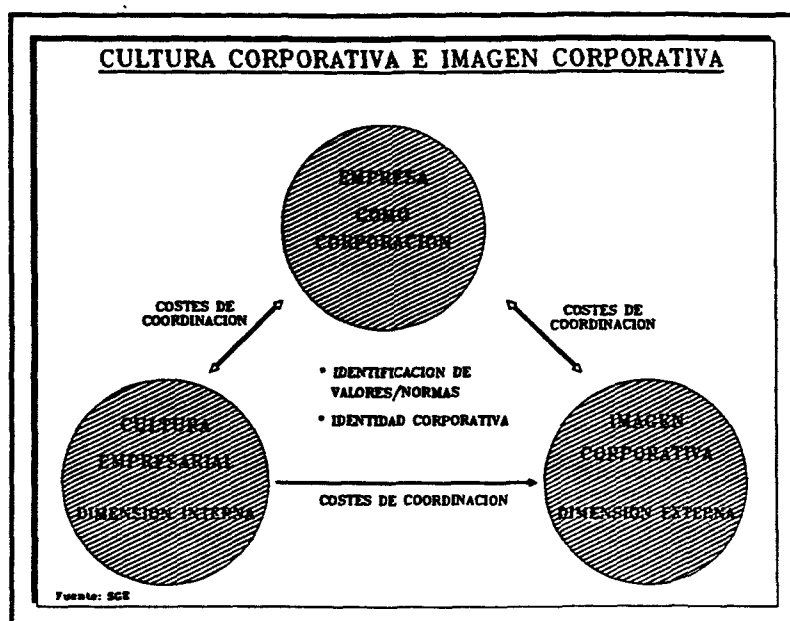 CULTURA CORPORATIVA E IMAGEN CORPORATIVA
EMPRESA
COMO
CORPORACION
COSTES DE
COORDINACION
COSTES DE
COORDINACION
* IDENTIFICACION DE
VALORES/NORMAS
* IDENTIDAD CORPORATIVA
CULTURA
EMPRESARIAL
DIMENSION INTERNA
COSTES DE COORDINACION
IMAGEN
CORPORATIVA
DIMENSION EXTERNA
Fuente: SGE